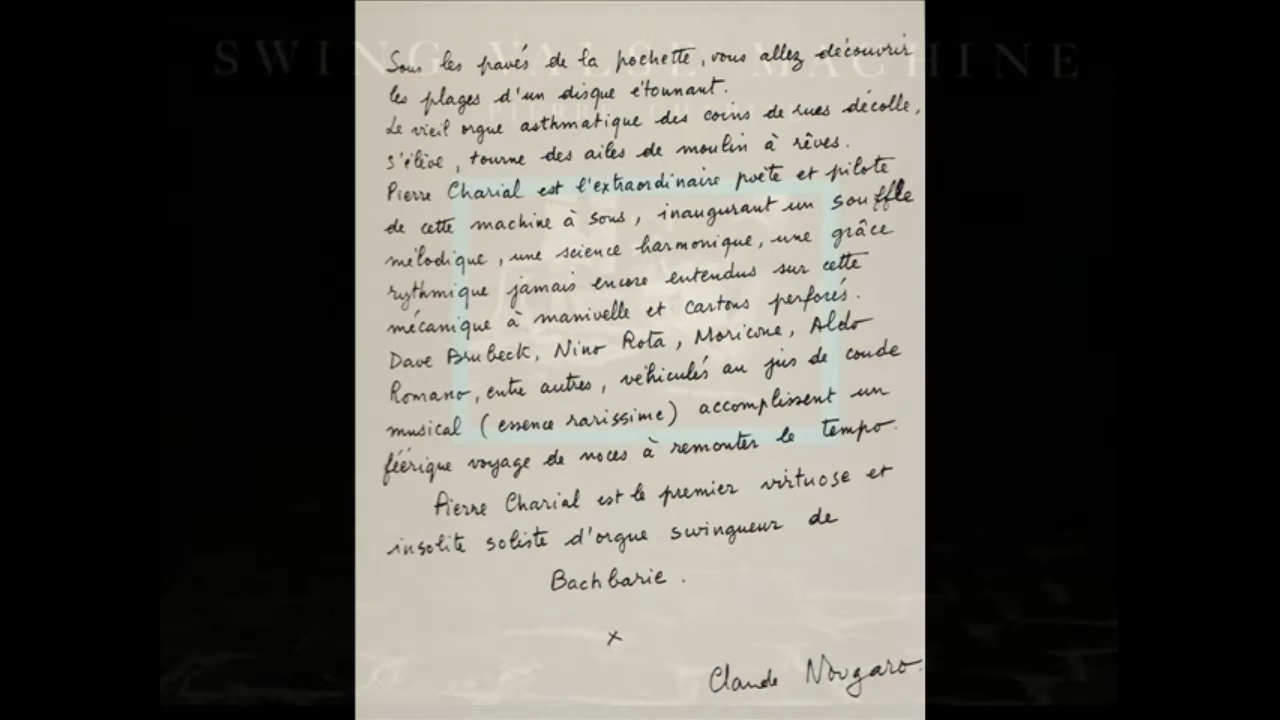 SWING VALSE MACHINE
Sous les pavés de la pochette, vous allez découvrir
les plages d'un disque étonnant.
Le vieil orgue asthmatique des coins de rues décolle,
s'élève, tourne des ailes de moulin à rêves.
Pierre Charial est l'extraordinaire poète et pilote
de cette machine à sons, inaugurant un souffle
mélodique, une science harmonique, une grâce
rythmique jamais encore entendus sur cette
mécanique à manivelle et cartons perforés.
Dave Brubeck, Nino Rota, Moricone, Aldo
Romano, entre autres, véhiculés au jus de coude
musical (essence rarissime) accomplissent un
féérique voyage de noces à remonter le tempo.
Pierre Charial est le premier virtuose et
insolite soliste d'orgue swingueur de
Bachbarie.
x
Claude Nougaro.